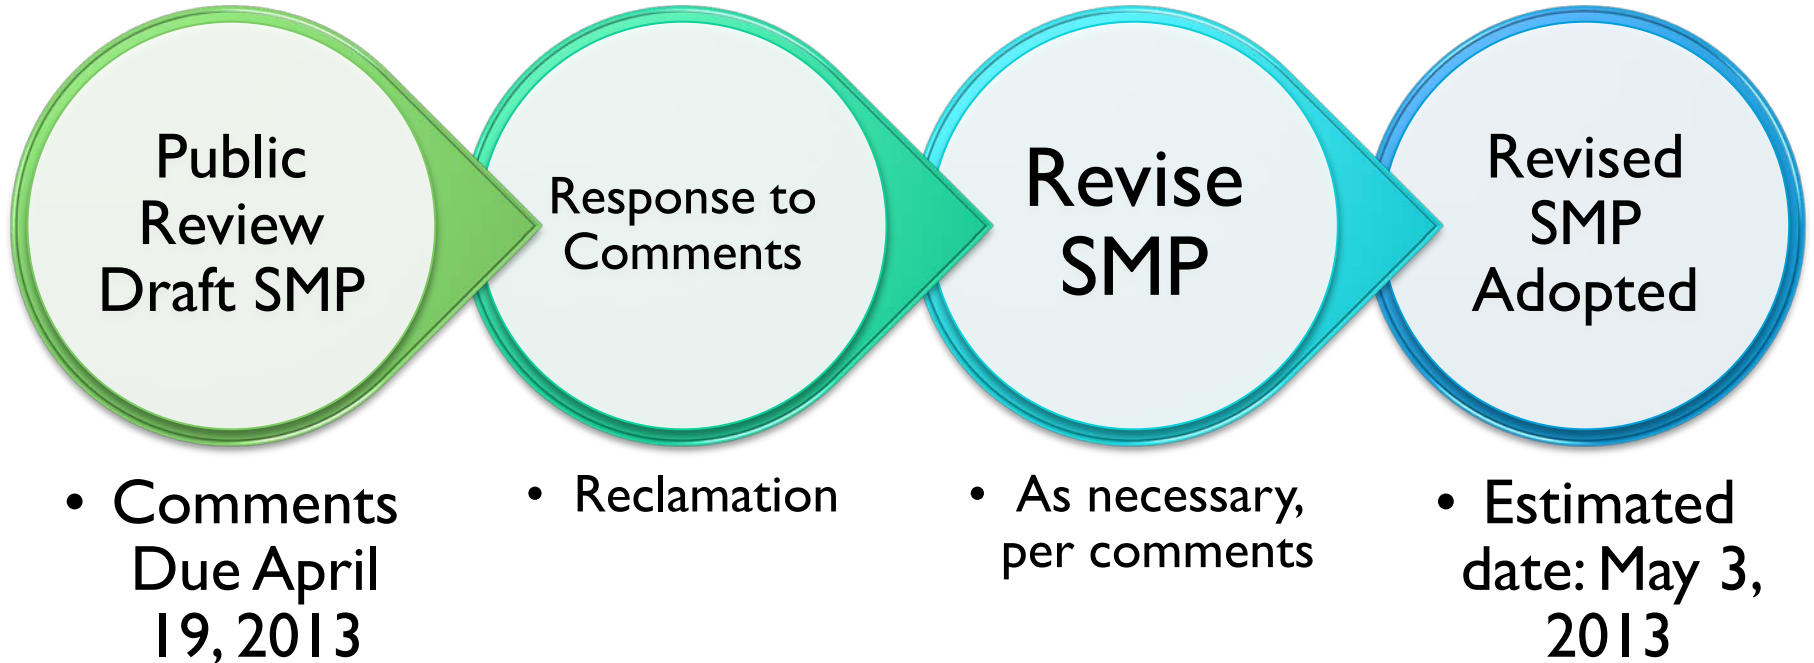 Public
Review
Draft SMP
Response to
Comments
Revise
SMP
Revised
SMP
Adopted
• Comments
Due April
19, 2013
• Reclamation
• As necessary,
per comments
• Estimated
date: May 3,
2013